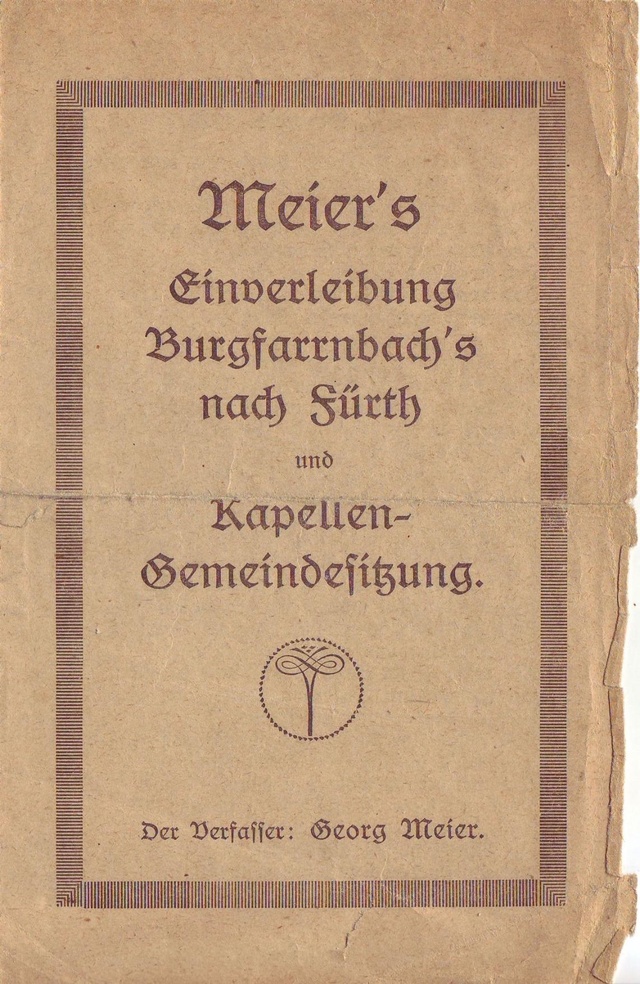 Meier's
Einverleibung
Burgfarrnbach's
nach Fürth
und
Kapellen-
Gemeindesitzung.
Der Verfasser: Georg Meier.